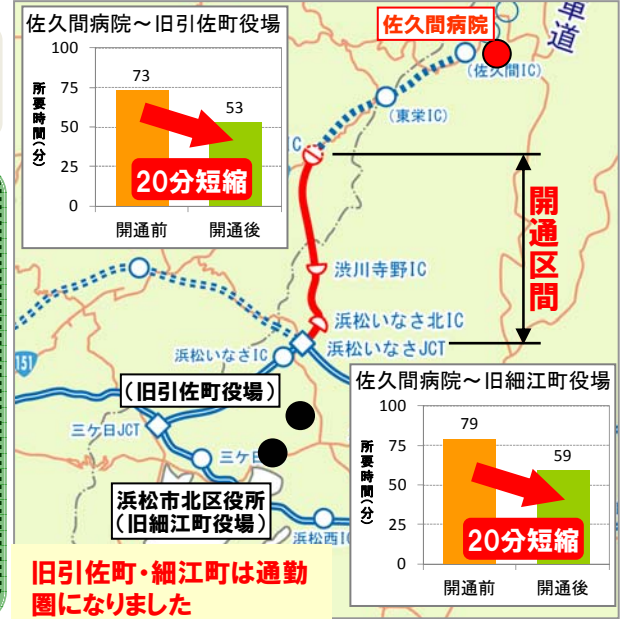 佐久間病院～旧引佐町役場
100
75
50
25
0
所要時間(分)
73
53
20分短縮
開通前
開通後
佐久間病院
車道
(佐久間IC)
(東栄IC)
IC
開通区間
渋川寺野IC
浜松いなさ北IC
浜松いなさJCT
浜松いなさIC
151
(旧引佐町役場)
三ケ日JCT
三ケ日
浜松市北区役所
(旧細江町役場)
浜松西IC
佐久間病院～旧細江町役場
100
75
50
25
0
所要時間(分)
79
59
20分短縮
開通前
開通後
旧引佐町・細江町は通勤
圏になりました